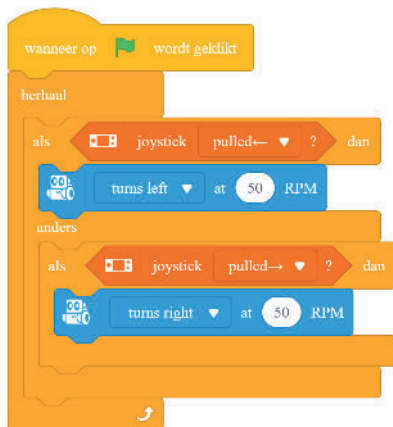 wanneer op wordt geklikt
herhaal
als joystick pulled← ? dan
turns left at 50 RPM
anders
als joystick pulled→ ? dan
turns right at 50 RPM